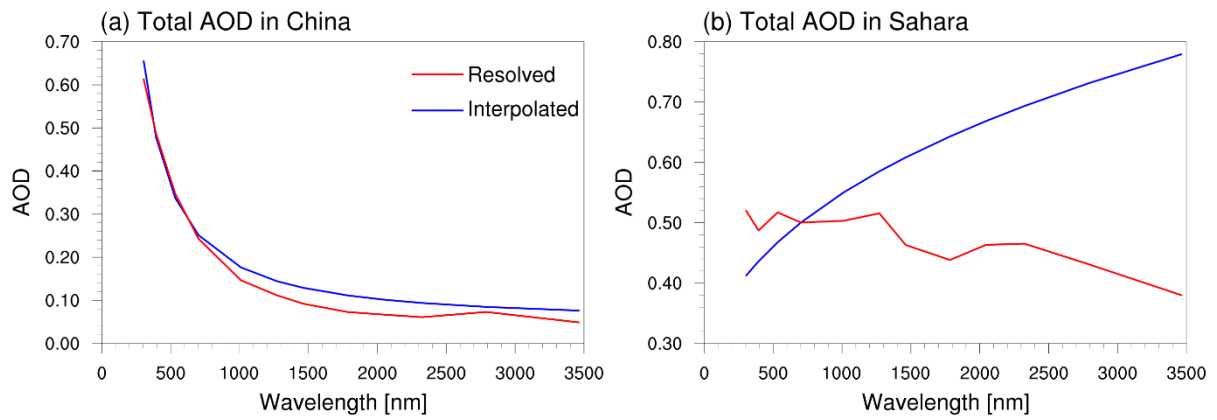 (a) Total AOD in China
0.70
0.60
0.50
0.40
0.30
0.20
0.10
0.00
AOD
Resolved
Interpolated
0 500 1000 1500 2000 2500 3000 3500
Wavelength [nm]
(b) Total AOD in Sahara
0.80
0.70
0.60
0.50
0.40
0.30
AOD
0 500 1000 1500 2000 2500 3000 3500
Wavelength [nm]